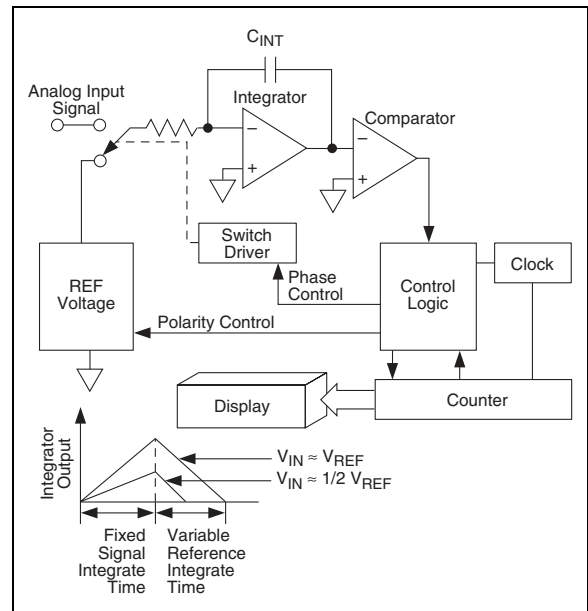 C_INT
Analog Input
Signal
Integrator
Comparator
–
+
–
+
Switch
Driver
REF
Voltage
Phase
Control
Control
Logic
Clock
Polarity Control
Display
Counter
Integrator
Output
V_IN ≈ V_REF
V_IN ≈ 1/2 V_REF
Fixed
Signal
Integrate
Time
Variable
Reference
Integrate
Time